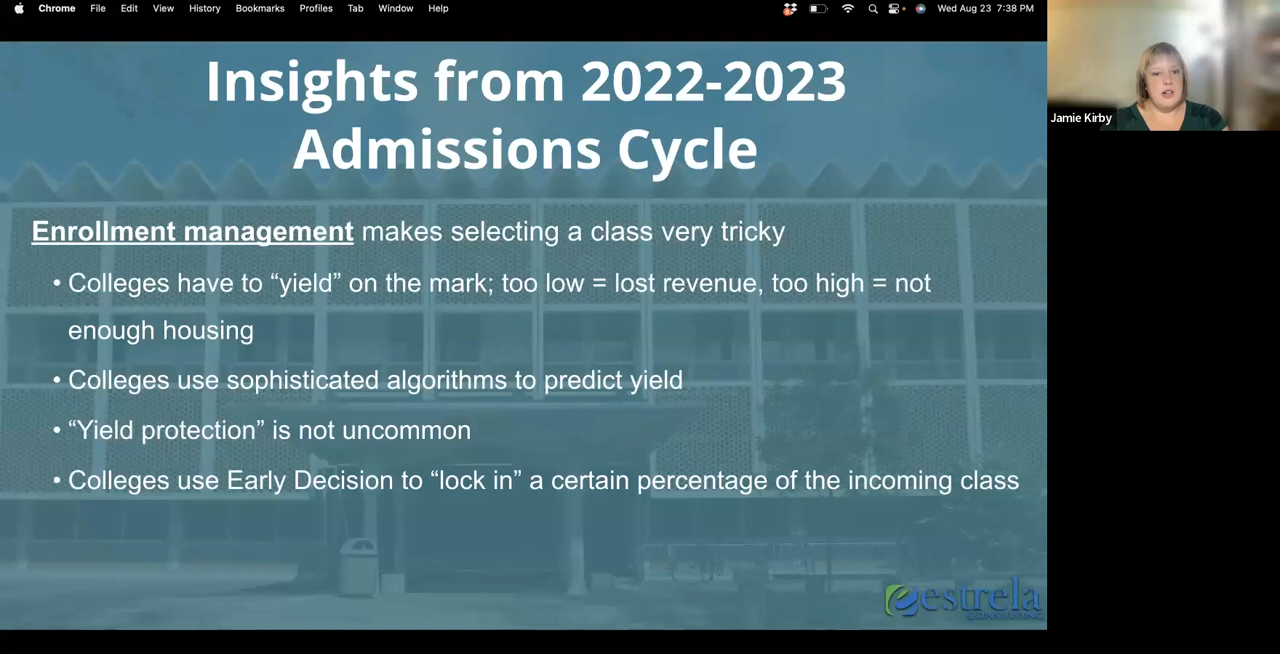 Chrome File Edit View History Bookmarks Profiles Tab Window Help Wed Aug 23 7:38 PM
Insights from 2022-2023
Admissions Cycle
Jamie Kirby
Enrollment management makes selecting a class very tricky
• Colleges have to “yield” on the mark; too low = lost revenue, too high = not
enough housing
• Colleges use sophisticated algorithms to predict yield
• “Yield protection” is not uncommon
• Colleges use Early Decision to “lock in” a certain percentage of the incoming class
estrela
CONSULTING